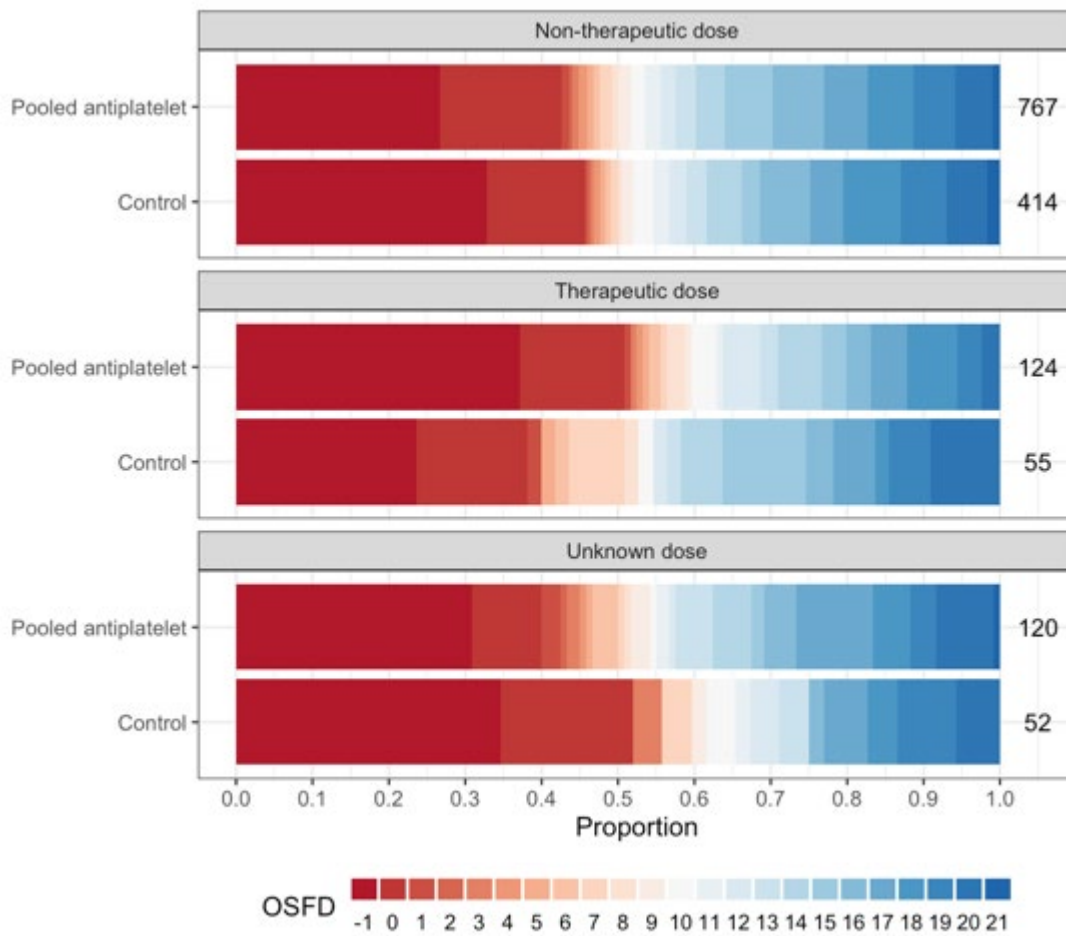 Non-therapeutic dose
Pooled antiplatelet 767
Control 414
Therapeutic dose
Pooled antiplatelet 124
Control 55
Unknown dose
Pooled antiplatelet 120
Control 52
0.0 0.1 0.2 0.3 0.4 0.5 0.6 0.7 0.8 0.9 1.0
Proportion
OSFD
-1 0 1 2 3 4 5 6 7 8 9 10 11 12 13 14 15 16 17 18 19 20 21